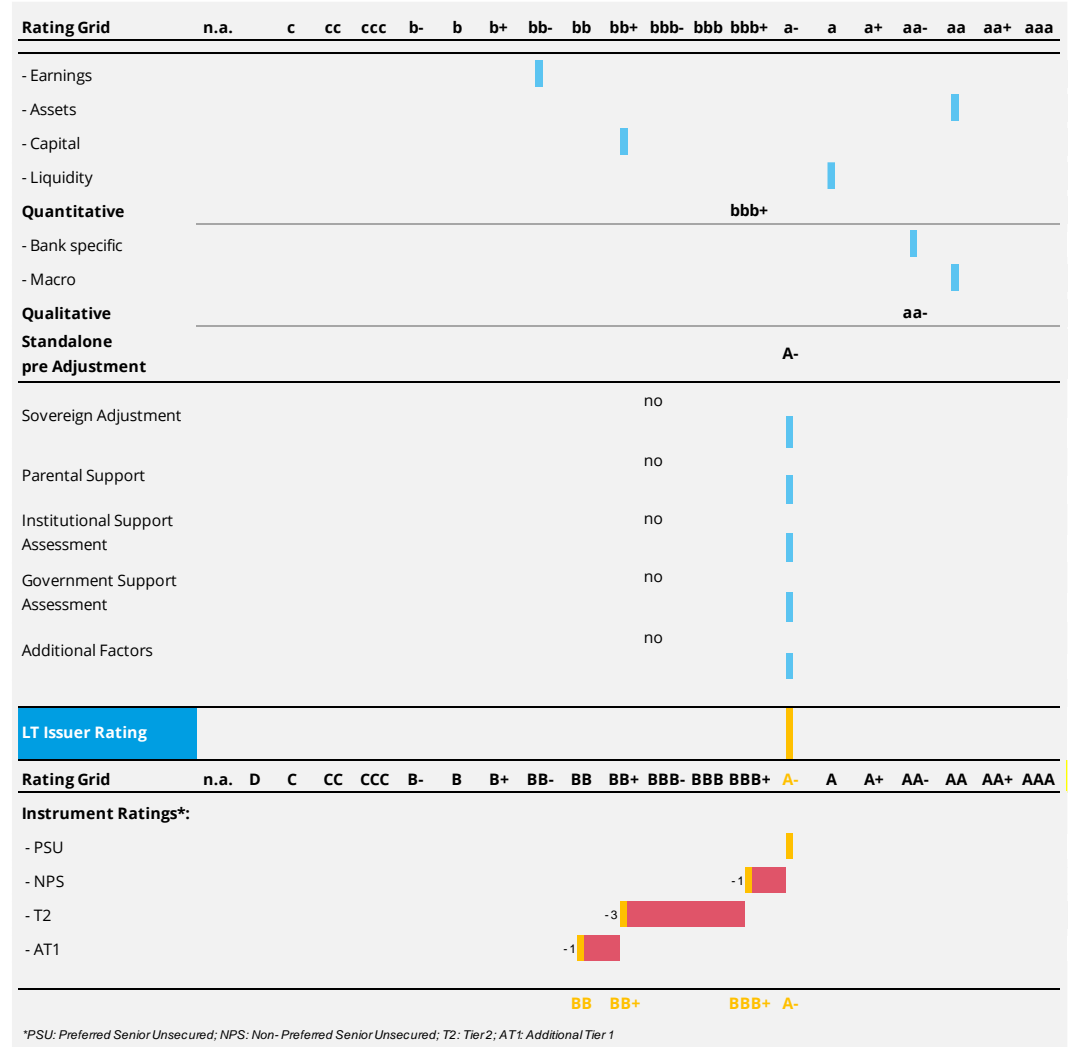 Rating Grid n.a. c cc ccc b- b b+ bb- bb bb+ bbb- bbb bbb+ a- a a+ aa- aa aa+ aaa
- Earnings
- Assets
- Capital
- Liquidity
Quantitative bbb+
- Bank specific
- Macro
Qualitative aa-
Standalone
pre Adjustment A-
Sovereign Adjustment no
Parental Support no
Institutional Support
Assessment no
Government Support
Assessment no
Additional Factors no
LT Issuer Rating
Rating Grid n.a. D C CC CCC B- B B+ BB- BB BB+ BBB- BBB BBB+ A- A A+ AA- AA AA+ AAA
Instrument Ratings*:
- PSU
- NPS -1
- T2 -3
- AT1 -1
BB BB+ BBB+ A-
*PSU: Preferred Senior Unsecured; NPS: Non- Preferred Senior Unsecured; T2: Tier 2; AT1: Additional Tier 1